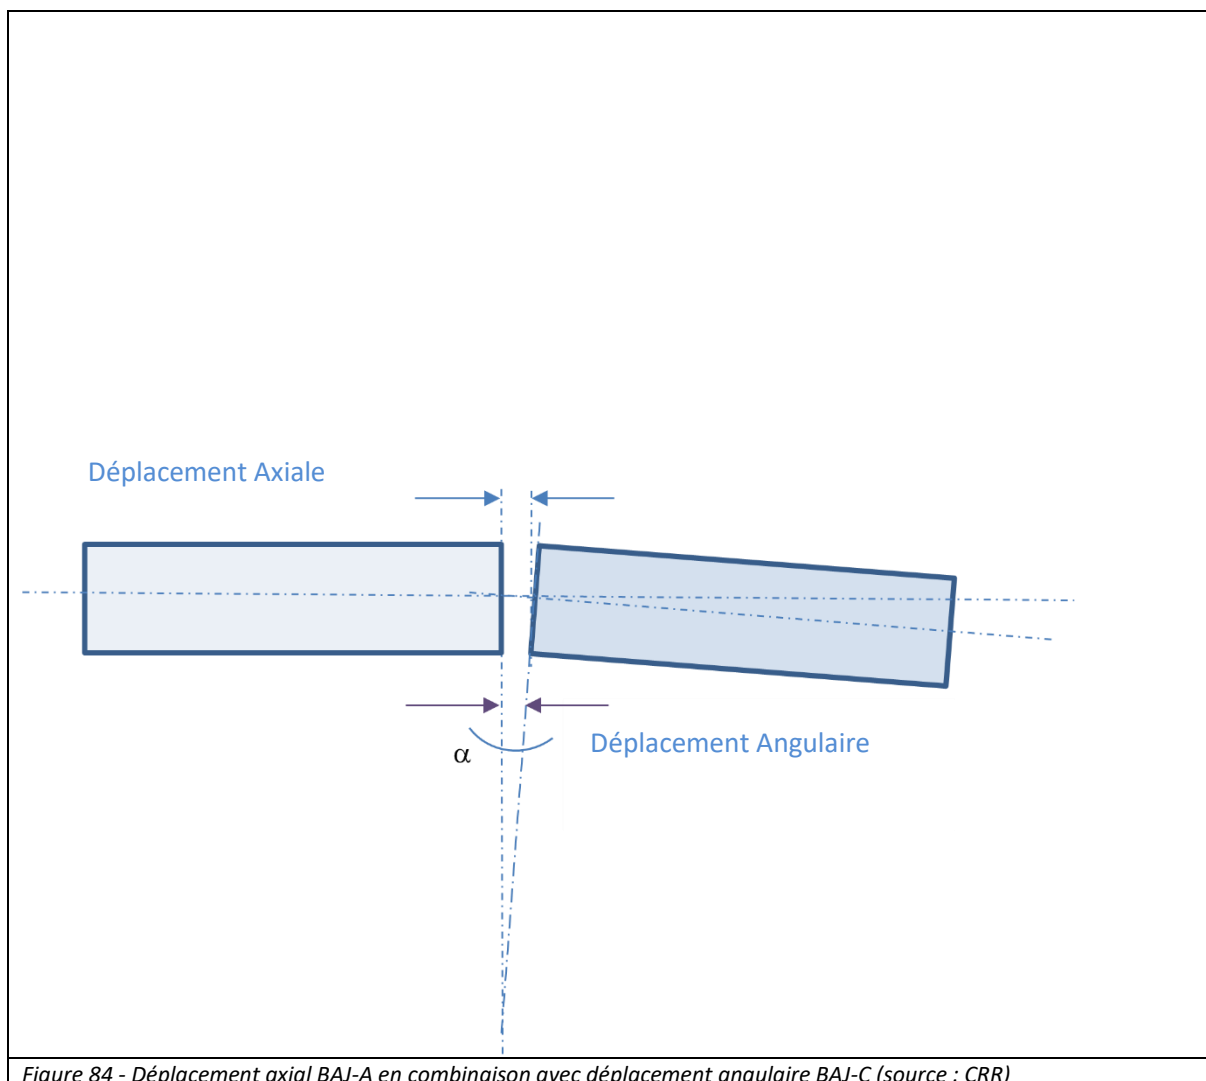 Déplacement Axiale
Déplacement Angulaire
α
Figure 84 - Déplacement axial BAJ-A en combinaison avec déplacement angulaire BAJ-C (source : CRR)